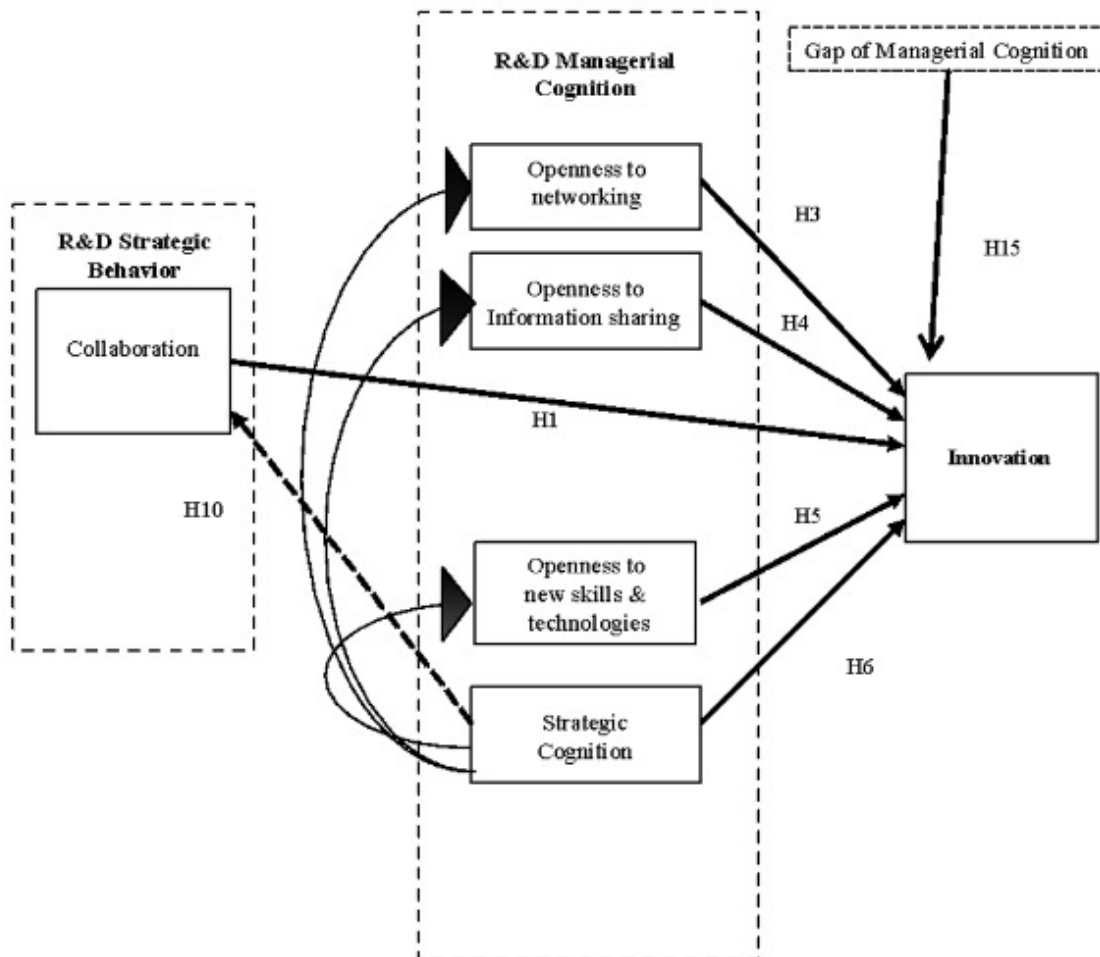 Gap of Managerial Cognition
R&D Managerial
Cognition
Openness to
networking
H3
R&D Strategic
Behavior
H15
Openness to
Information sharing
H4
Collaboration
H1
Innovation
H10
H5
Openness to
new skills &
technologies
H6
Strategic
Cognition